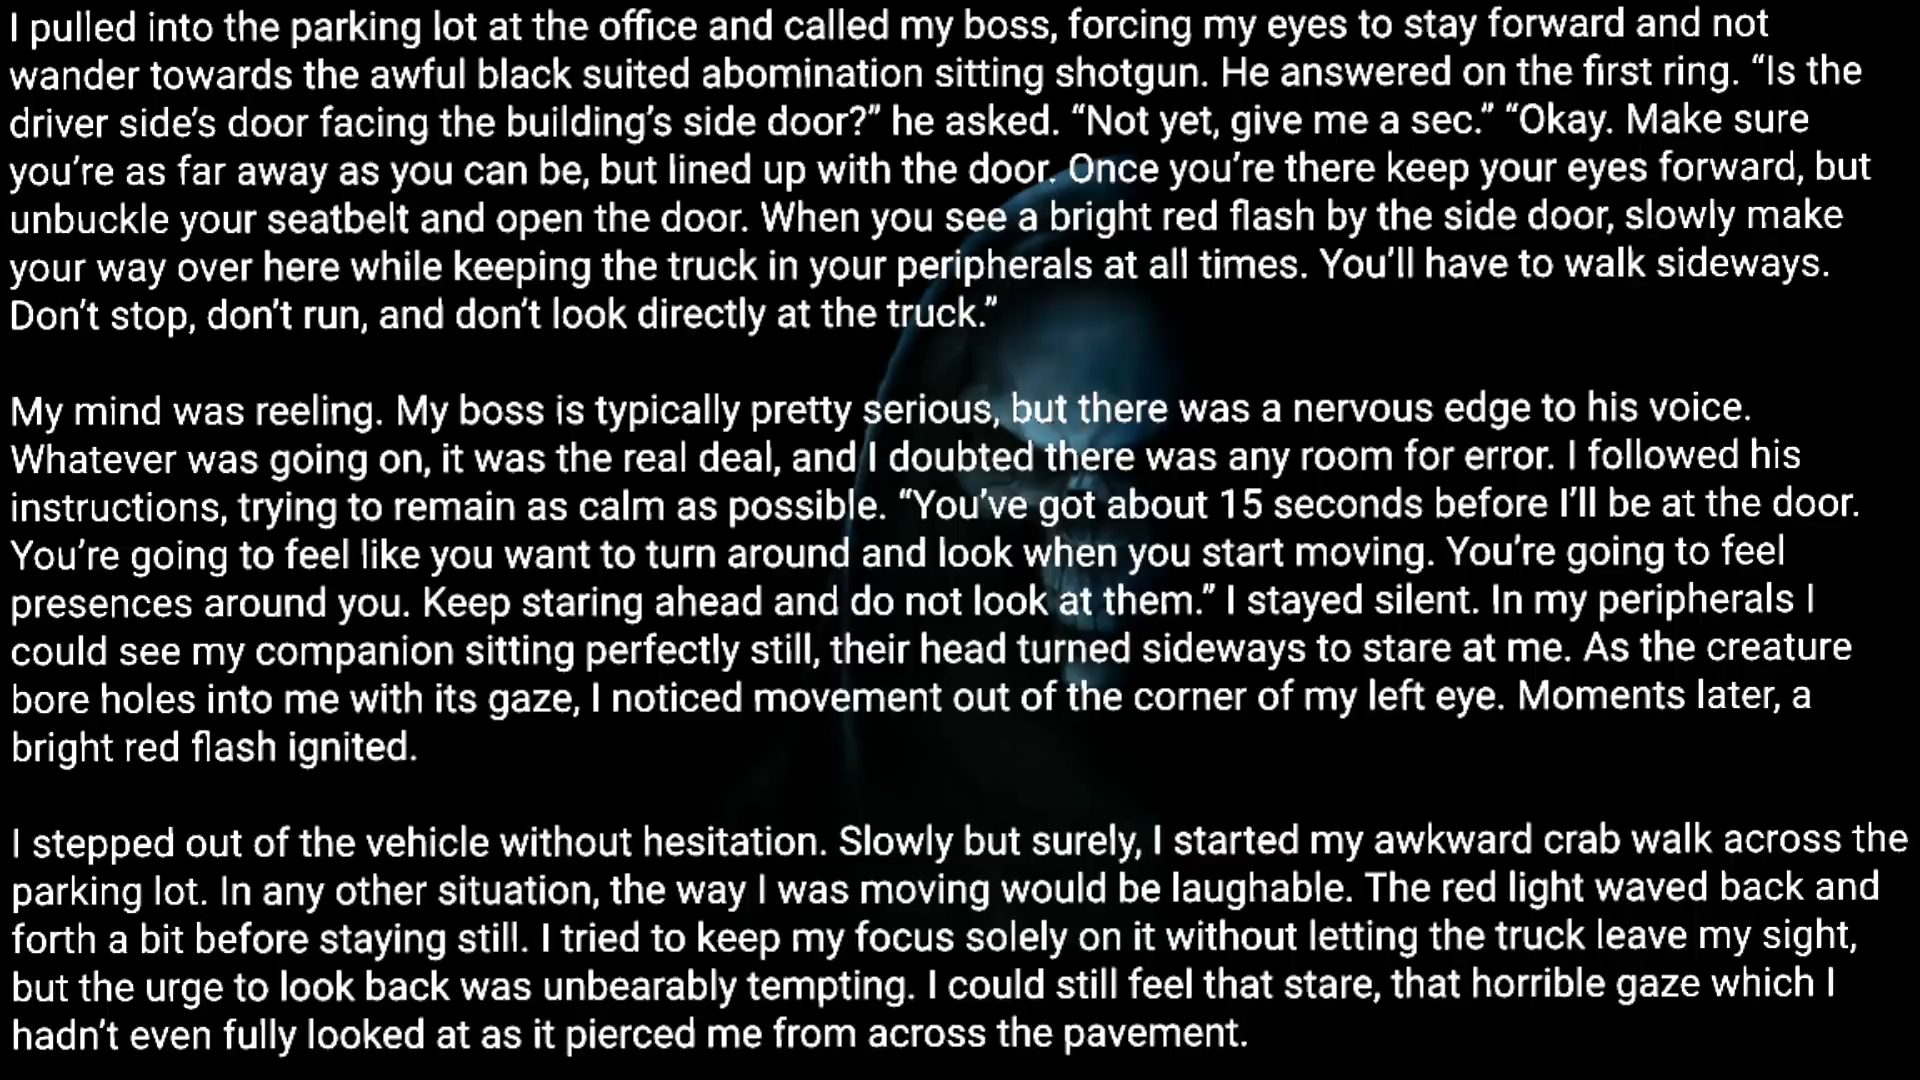 I pulled into the parking lot at the office and called my boss, forcing my eyes to stay forward and not
wander towards the awful black suited abomination sitting shotgun. He answered on the first ring. “Is the
driver side’s door facing the building’s side door?” he asked. “Not yet, give me a sec.” “Okay. Make sure
you’re as far away as you can be, but lined up with the door. Once you’re there keep your eyes forward, but
unbuckle your seatbelt and open the door. When you see a bright red flash by the side door, slowly make
your way over here while keeping the truck in your peripherals at all times. You’ll have to walk sideways.
Don’t stop, don’t run, and don’t look directly at the truck.”
My mind was reeling. My boss is typically pretty serious, but there was a nervous edge to his voice.
Whatever was going on, it was the real deal, and I doubted there was any room for error. I followed his
instructions, trying to remain as calm as possible. “You’ve got about 15 seconds before I’ll be at the door.
You’re going to feel like you want to turn around and look when you start moving. You’re going to feel
presences around you. Keep staring ahead and do not look at them.” I stayed silent. In my peripherals I
could see my companion sitting perfectly still, their head turned sideways to stare at me. As the creature
bore holes into me with its gaze, I noticed movement out of the corner of my left eye. Moments later, a
bright red flash ignited.
I stepped out of the vehicle without hesitation. Slowly but surely, I started my awkward crab walk across the
parking lot. In any other situation, the way I was moving would be laughable. The red light waved back and
forth a bit before staying still. I tried to keep my focus solely on it without letting the truck leave my sight,
but the urge to look back was unbearably tempting. I could still feel that stare, that horrible gaze which I
hadn’t even fully looked at as it pierced me from across the pavement.